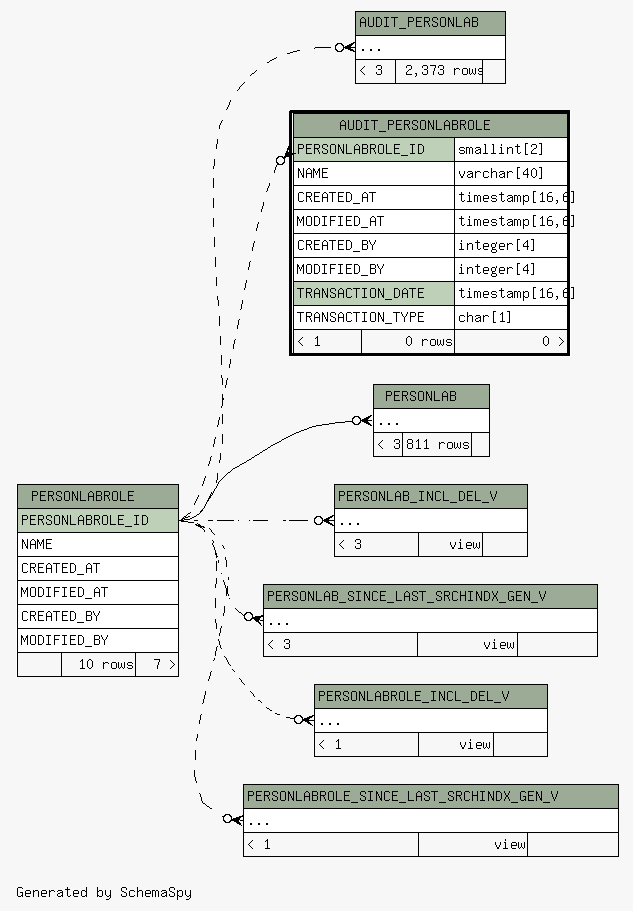 AUDIT_PERSONLAB
...
< 3 2,373 rows
AUDIT_PERSONLABROLE
PERSONLABROLE_ID smallint[2]
NAME varchar[40]
CREATED_AT timestamp[16,6]
MODIFIED_AT timestamp[16,6]
CREATED_BY integer[4]
MODIFIED_BY integer[4]
TRANSACTION_DATE timestamp[16,6]
TRANSACTION_TYPE char[1]
< 1 0 rows 0 >
PERSONLAB
...
< 3 811 rows
PERSONLABROLE
PERSONLABROLE_ID
NAME
CREATED_AT
MODIFIED_AT
CREATED_BY
MODIFIED_BY
10 rows 7 >
PERSONLAB_INCL_DEL_V
...
< 3 view
PERSONLAB_SINCE_LAST_SRCHINDX_GEN_V
...
< 3 view
PERSONLABROLE_INCL_DEL_V
...
< 1 view
PERSONLABROLE_SINCE_LAST_SRCHINDX_GEN_V
...
< 1 view
Generated by SchemaSpy